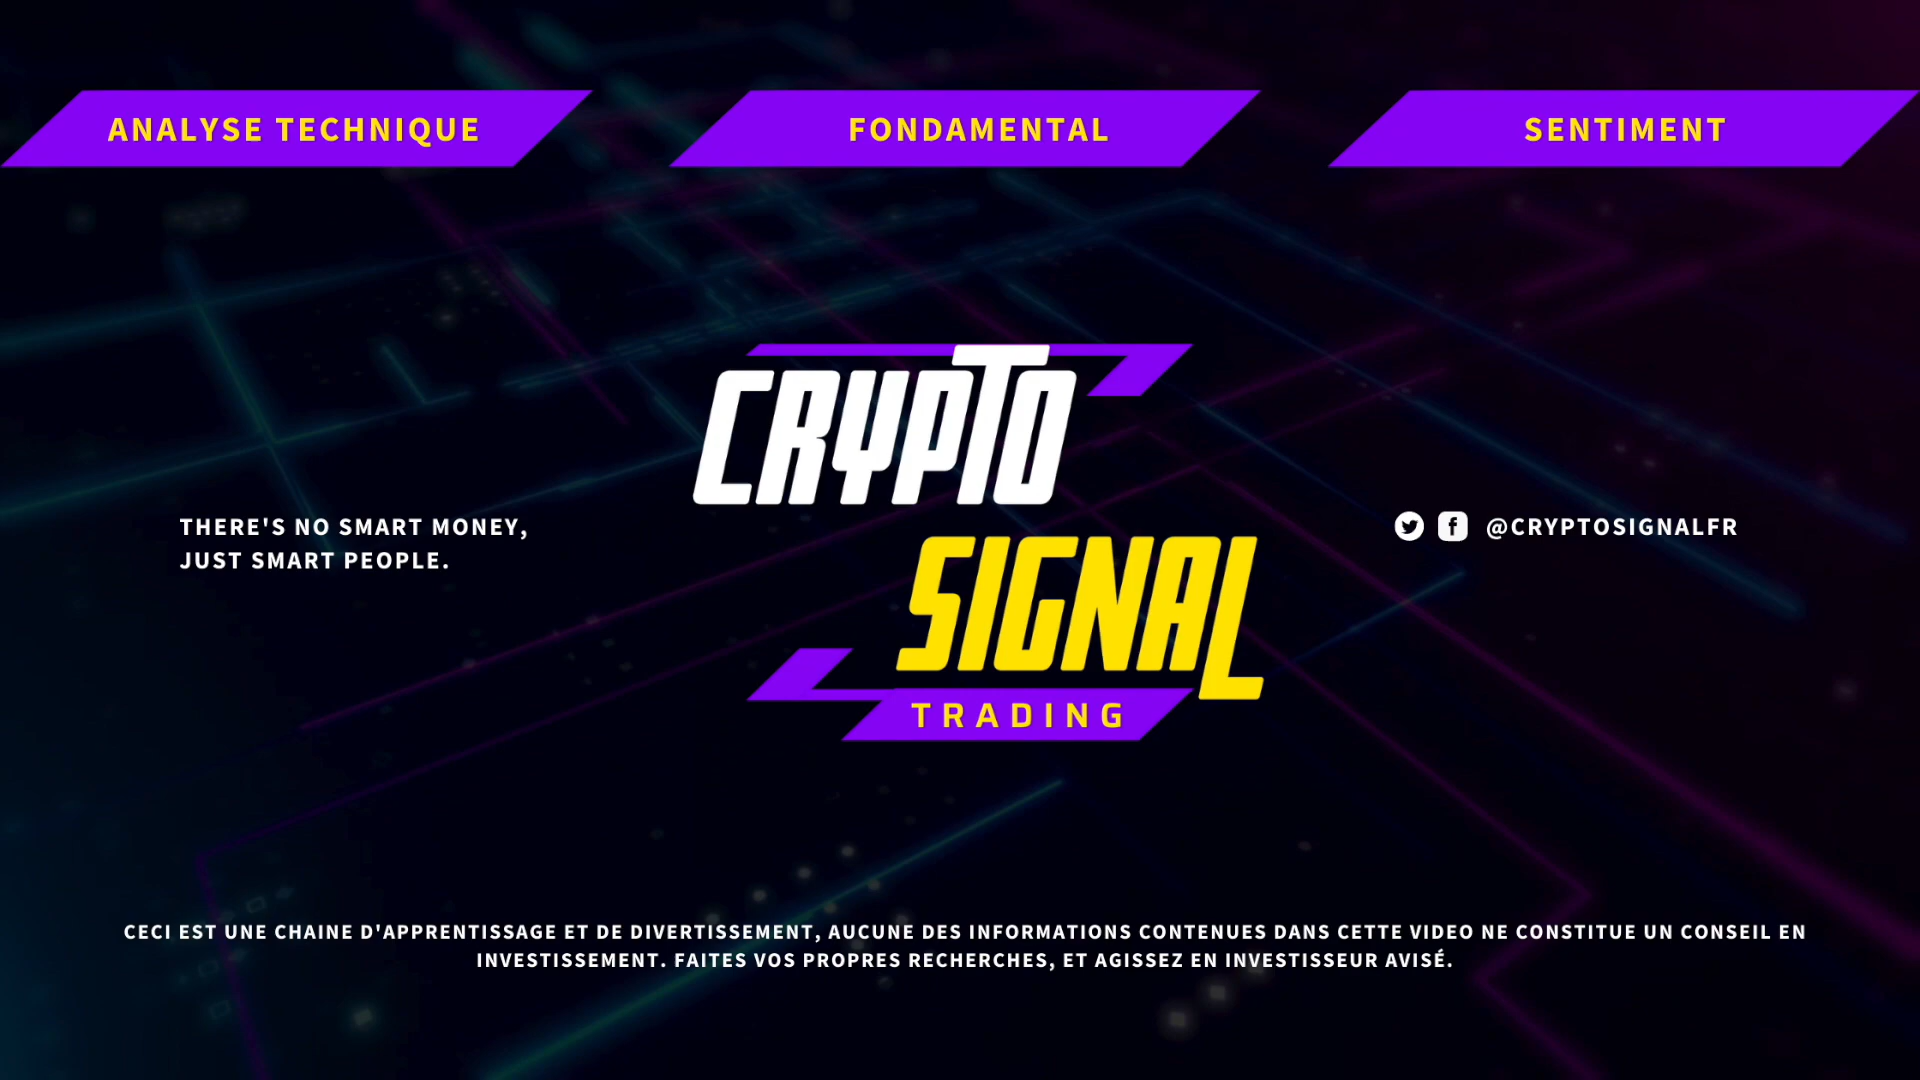 ANALYSE TECHNIQUE
FONDAMENTAL
SENTIMENT
CRYPTO
SIGNAL
TRADING
THERE'S NO SMART MONEY,
JUST SMART PEOPLE.
@CRYPTOSIGNALFR
CECI EST UNE CHAINE D'APPRENTISSAGE ET DE DIVERTISSEMENT, AUCUNE DES INFORMATIONS CONTENUES DANS CETTE VIDEO NE CONSTITUE UN CONSEIL EN
INVESTISSEMENT. FAITES VOS PROPRES RECHERCHES, ET AGISSEZ EN INVESTISSEUR AVISÉ.